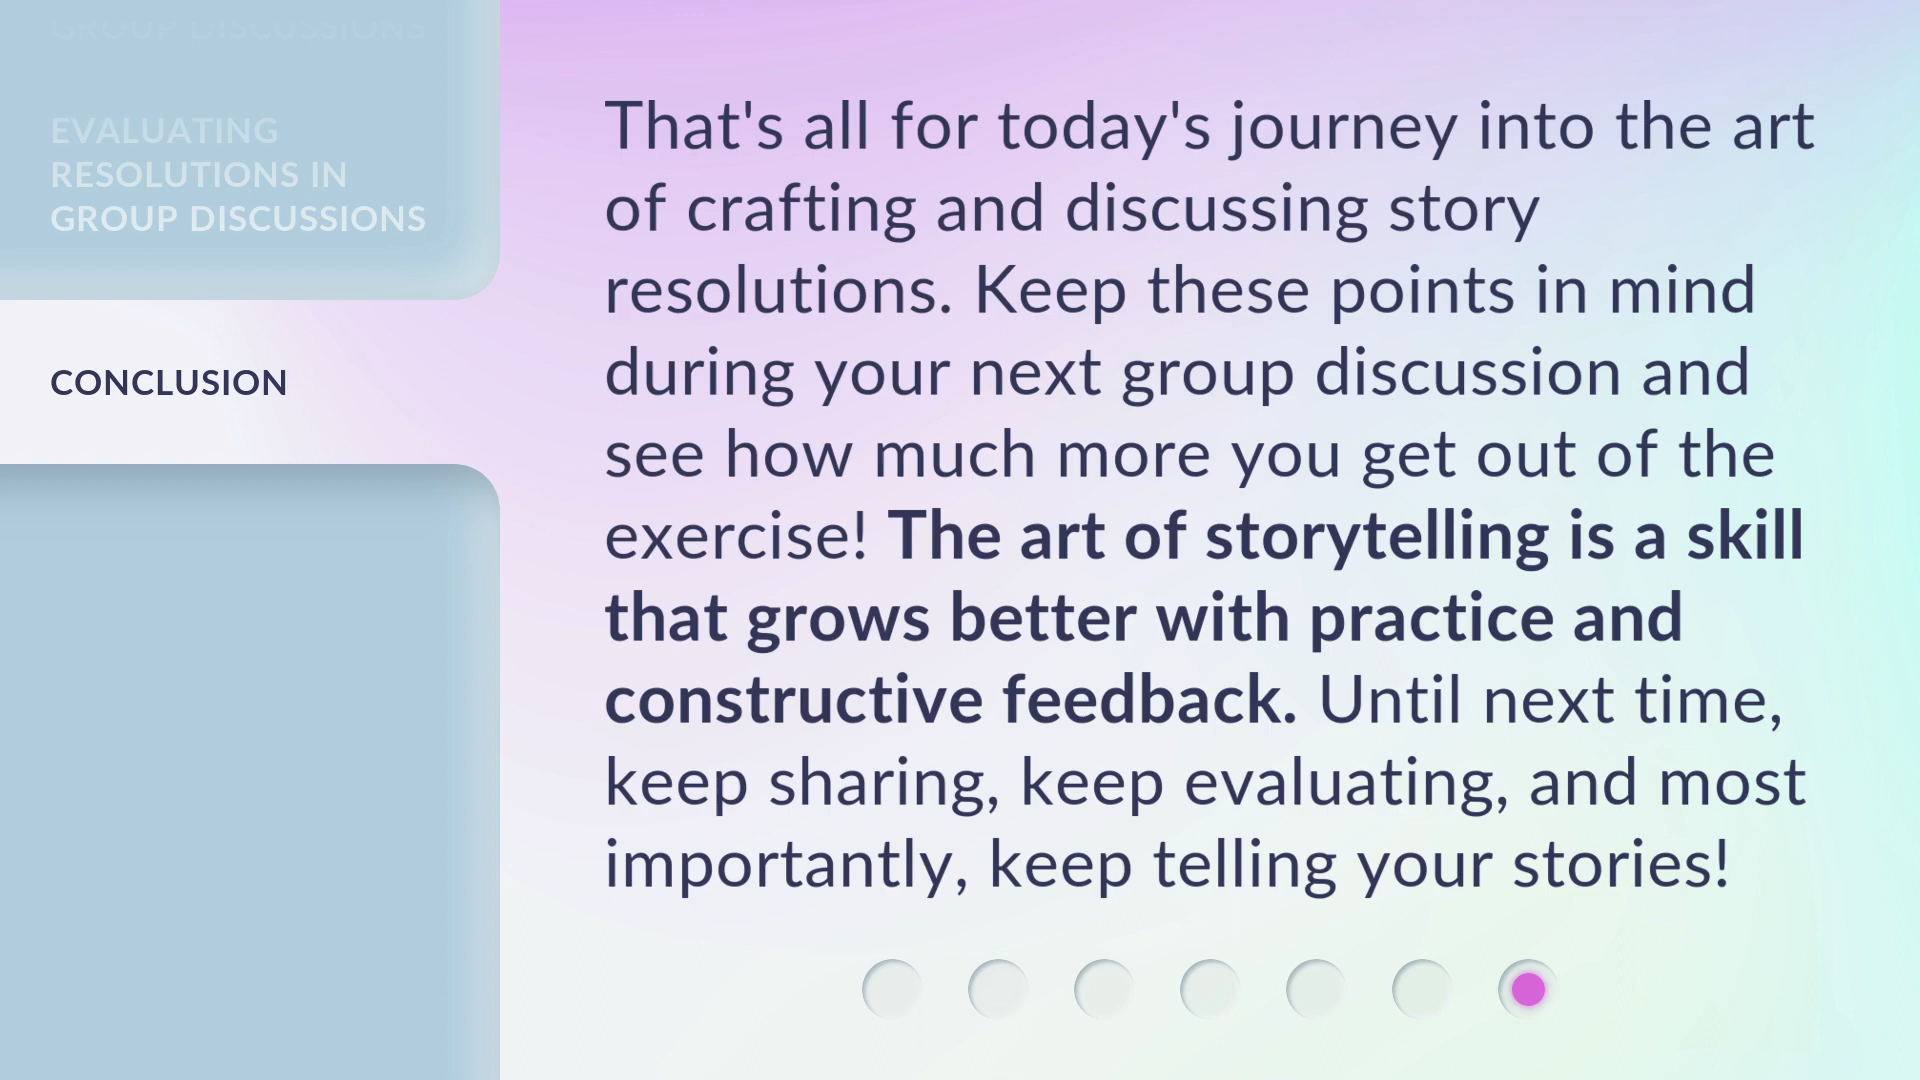 GROUP DISCUSSIONS
EVALUATING
RESOLUTIONS IN
GROUP DISCUSSIONS
CONCLUSION
That's all for today's journey into the art
of crafting and discussing story
resolutions. Keep these points in mind
during your next group discussion and
see how much more you get out of the
exercise! The art of storytelling is a skill
that grows better with practice and
constructive feedback. Until next time,
keep sharing, keep evaluating, and most
importantly, keep telling your stories!